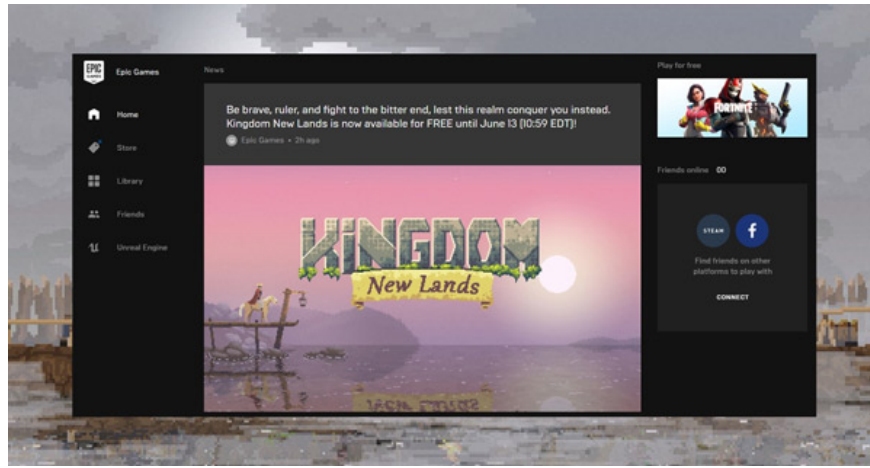 EPIC
GAMES
Epic Games
Home
Store
Library
Friends
Unreal Engine
News
Be brave, ruler, and fight to the bitter end, lest this realm conquer you instead.
Kingdom New Lands is now available for FREE until June 13 (10:59 EDT)!
Epic Games • 2h ago
KINGDOM
New Lands
Play for free
FORTNITE
Friends online 00
STEAM
f
Find friends on other
platforms to play with
CONNECT